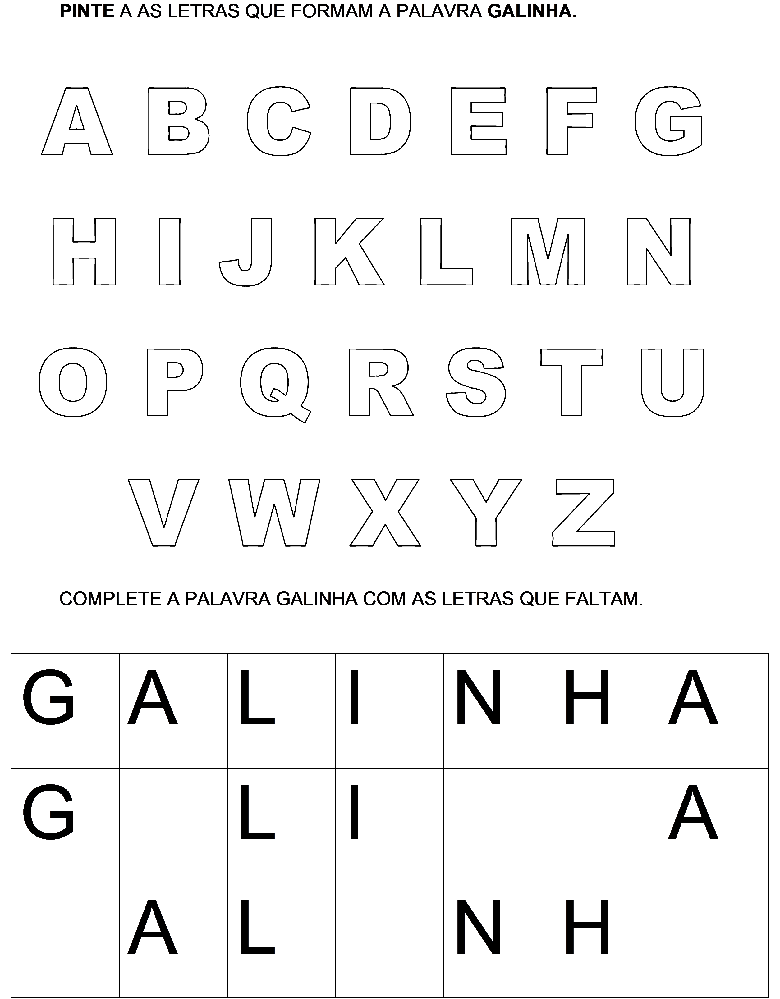 PINTE A AS LETRAS QUE FORMAM A PALAVRA GALINHA.
A B C D E F G
H I J K L M N
O P Q R S T U
V W X Y Z
COMPLETE A PALAVRA GALINHA COM AS LETRAS QUE FALTAM.
G A L I N H A
G L I A
A L N H